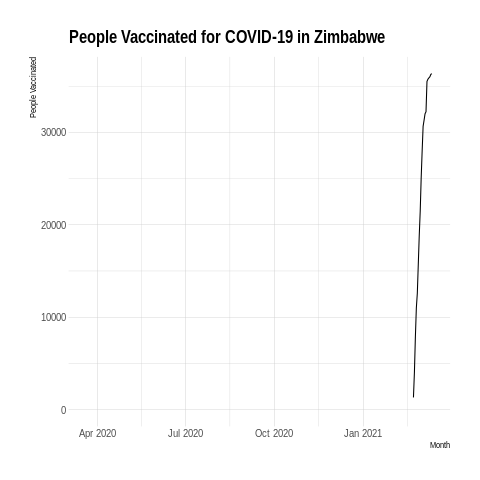 People Vaccinated for COVID-19 in Zimbabwe
People Vaccinated
30000
20000
10000
0
Apr 2020
Jul 2020
Oct 2020
Jan 2021
Month